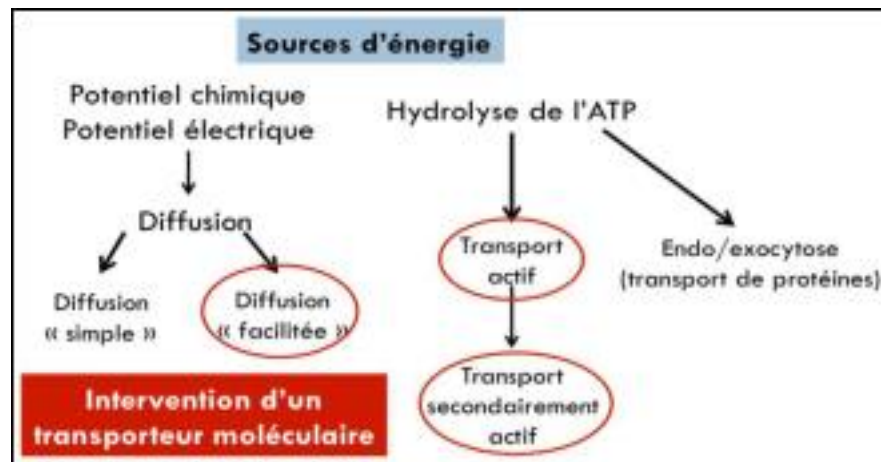 Sources d'énergie
Potentiel chimique
Potentiel électrique
Hydrolyse de l'ATP
Diffusion
Transport
actif
Endo/exocytose
(transport de protéines)
Diffusion
« simple »
Diffusion
« facilitée »
Intervention d'un
transporteur moléculaire
Transport
secondairement
actif